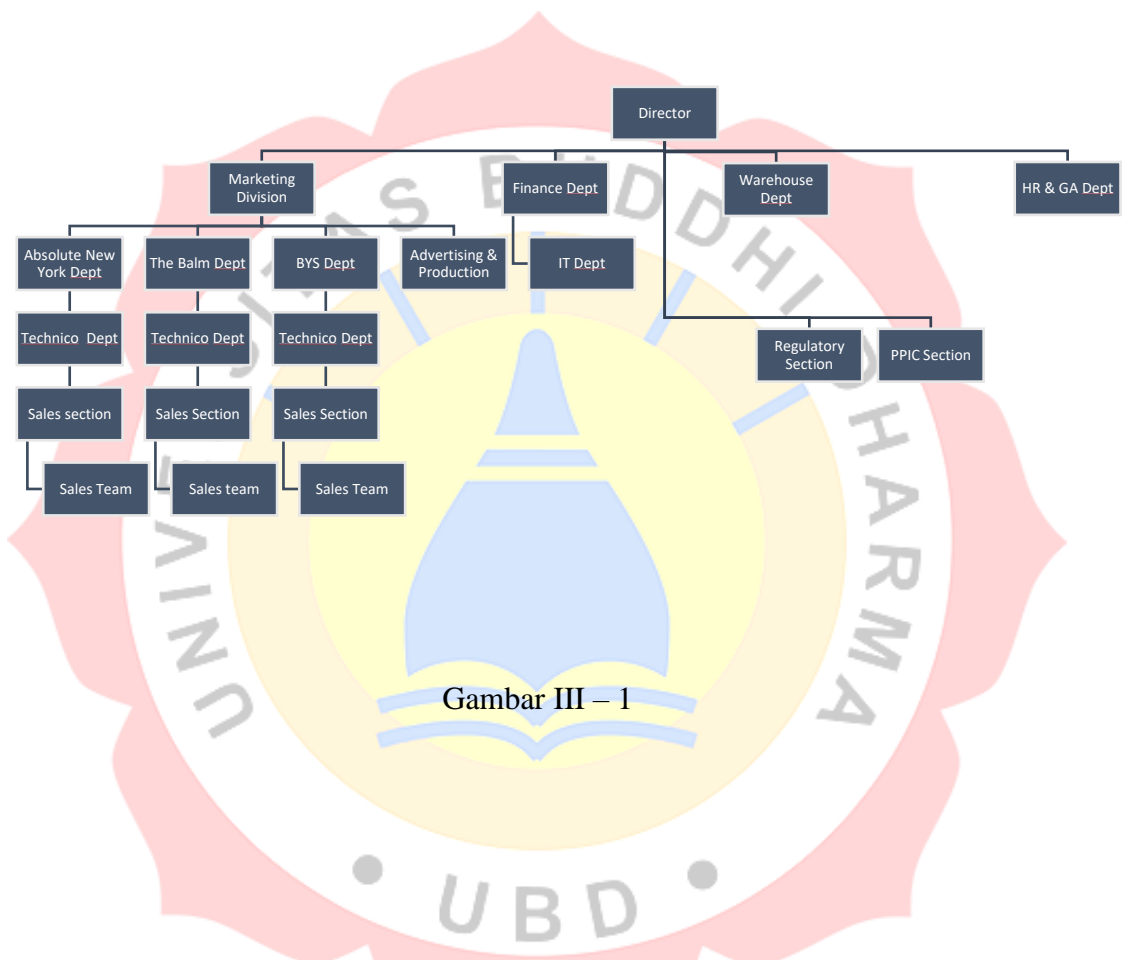 Director
Marketing
Division
Finance Dept
Warehouse
Dept
HR & GA Dept
Absolute New
York Dept
The Balm Dept
BYS Dept
Advertising &
Production
IT Dept
Technico Dept
Technico Dept
Technico Dept
Regulatory
Section
PPIC Section
Sales section
Sales Section
Sales Section
Sales Team
Sales team
Sales Team
Gambar III – 1
UBD